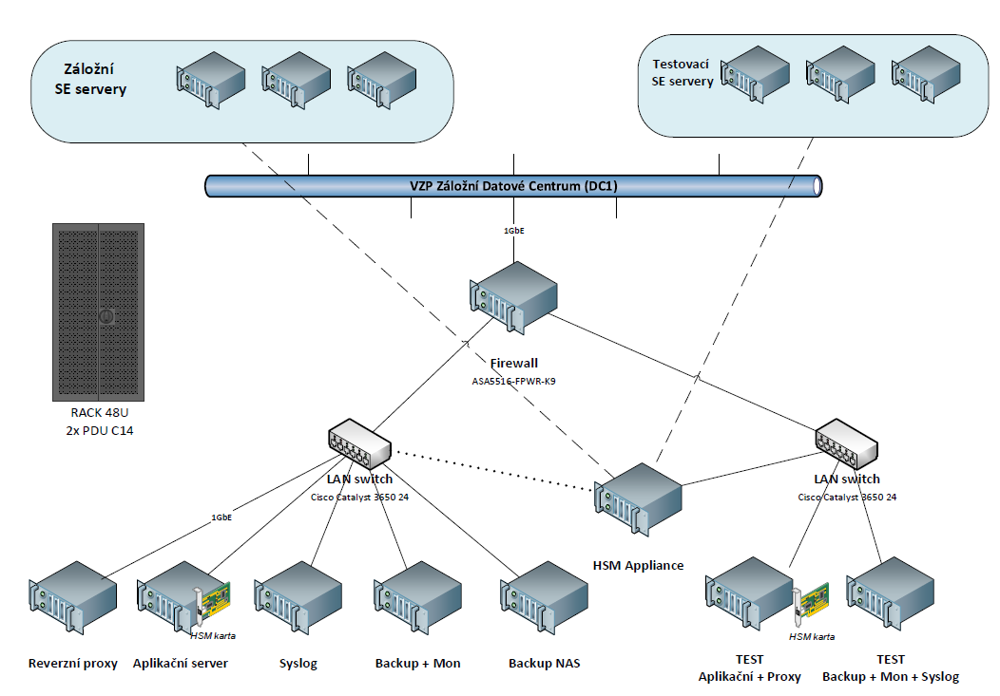 Záložní
SE servery
Testovací
SE servery
VZP Záložní Datové Centrum (DC1)
1GbE
Firewall
ASA5516-FPWR-K9
RACK 48U
2x PDU C14
LAN switch
Cisco Catalyst 3650 24
LAN switch
Cisco Catalyst 3650 24
1GbE
HSM Appliance
HSM karta
HSM karta
Reverzní proxy
Aplikační server
Syslog
Backup + Mon
Backup NAS
TEST
Aplikační + Proxy
TEST
Backup + Mon + Syslog